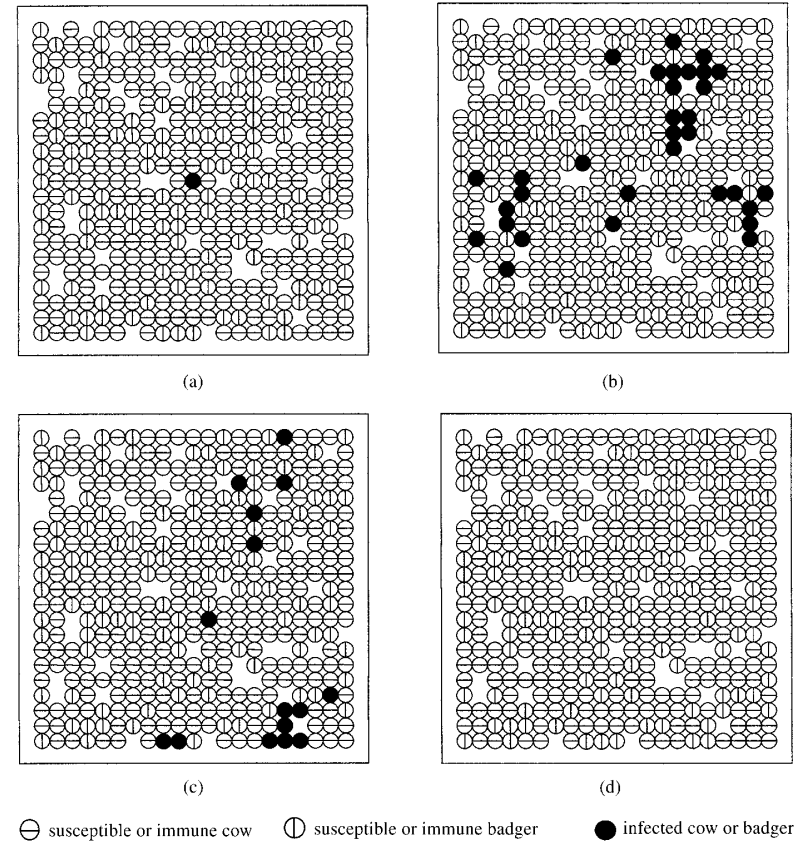 (a)
(b)
(c)
(d)
susceptible or immune cow
susceptible or immune badger
infected cow or badger